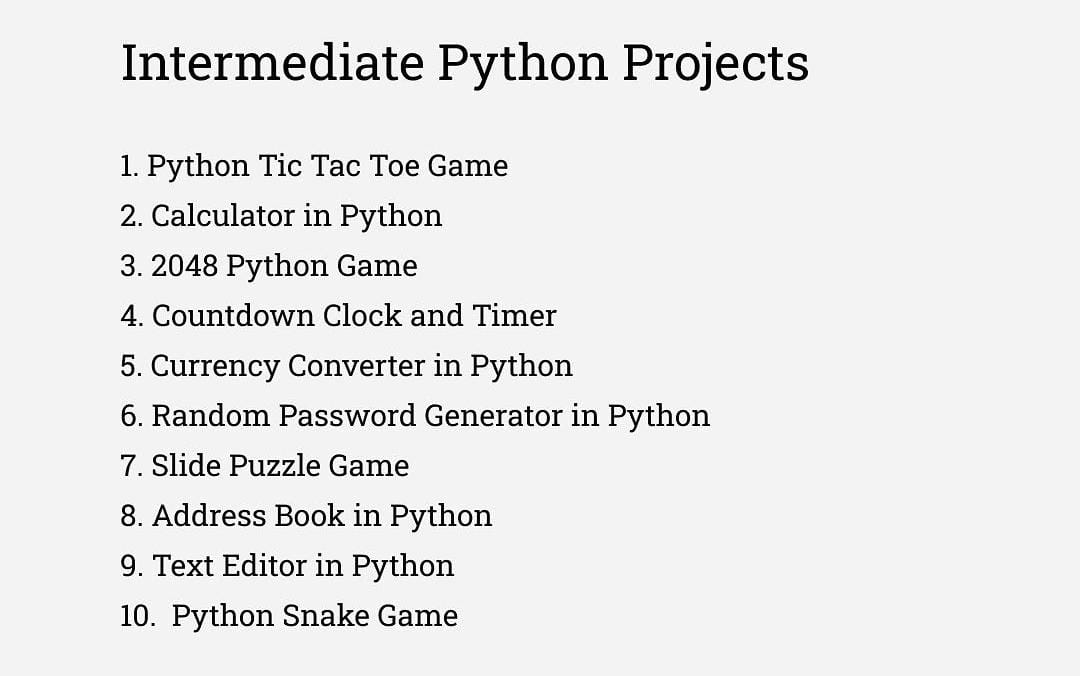 Intermediate Python Projects
1. Python Tic Tac Toe Game
2. Calculator in Python
3. 2048 Python Game
4. Countdown Clock and Timer
5. Currency Converter in Python
6. Random Password Generator in Python
7. Slide Puzzle Game
8. Address Book in Python
9. Text Editor in Python
10. Python Snake Game